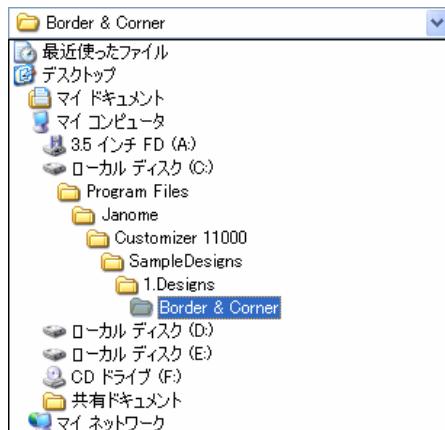 Border & Corner
最近使ったファイル
デスクトップ
マイ ドキュメント
マイ コンピュータ
3.5 インチ FD (A:)
ローカル ディスク (C:)
Program Files
Janome
Customizer 11000
SampleDesigns
1.Designs
Border & Corner
ローカル ディスク (D:)
ローカル ディスク (E:)
CD ドライブ (F:)
共有ドキュメント
マイ ネットワーク